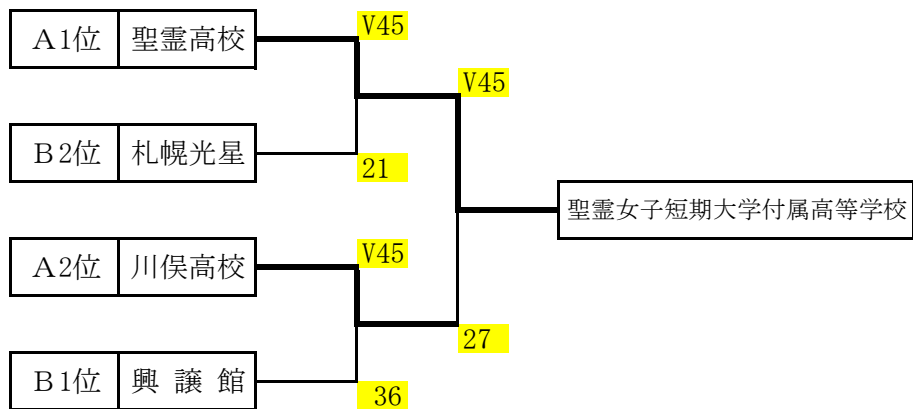 A1位 聖霊高校 V45
V45
B2位 札幌光星 21
聖霊女子短期大学付属高等学校
A2位 川俣高校 V45
27
B1位 興 譲 館 36